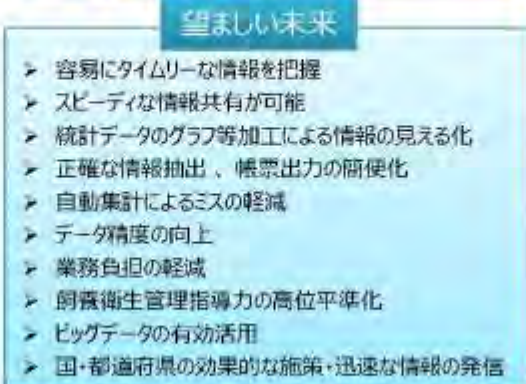 望ましい未来
➢ 容易にタイムリーな情報を把握
➢ スピーディな情報共有が可能
➢ 統計データのグラフ等加工による情報の見える化
➢ 正確な情報抽出、帳票出力の簡便化
➢ 自動集計によるミスの軽減
➢ データ精度の向上
➢ 業務負担の軽減
➢ 飼養衛生管理指導力の高位平準化
➢ ビッグデータの有効活用
➢ 国・都道府県の効果的な施策・迅速な情報の発信